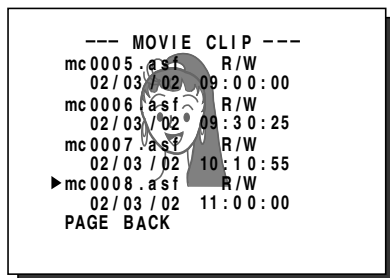 --- MOVIE CLIP ---
mc0005.asf R/W
02/03/02 09:00:00
mc0006.asf R/W
02/03/02 09:30:25
mc0007.asf R/W
02/03/02 10:10:55
▶mc0008.asf R/W
02/03/02 11:00:00
PAGE BACK